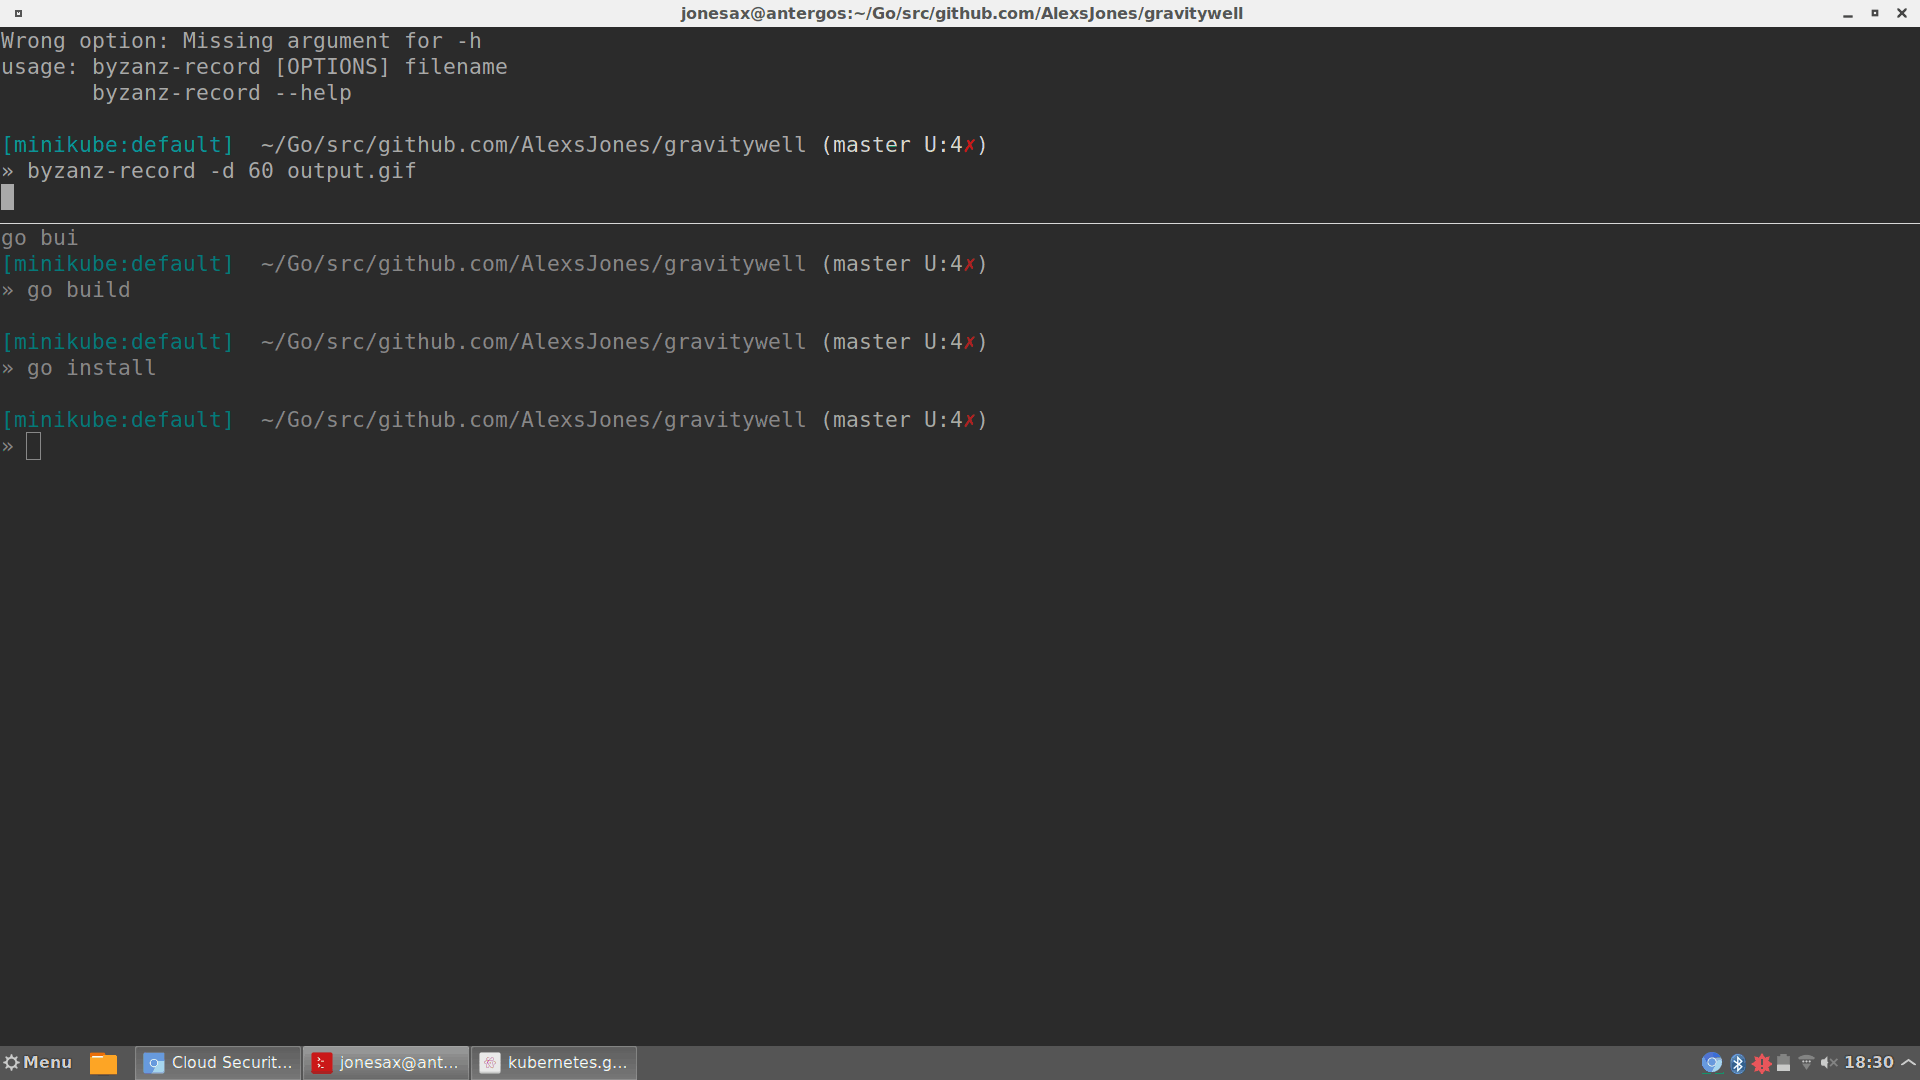 jonesax@antergos:~/Go/src/github.com/AlexsJones/gravitywell
Wrong option: Missing argument for -h
usage: byzanz-record [OPTIONS] filename
       byzanz-record --help
[minikube:default]  ~/Go/src/github.com/AlexsJones/gravitywell (master U:4✗)
» byzanz-record -d 60 output.gif
go bui
[minikube:default]  ~/Go/src/github.com/AlexsJones/gravitywell (master U:4✗)
» go build
[minikube:default]  ~/Go/src/github.com/AlexsJones/gravitywell (master U:4✗)
» go install
[minikube:default]  ~/Go/src/github.com/AlexsJones/gravitywell (master U:4✗)
»
Menu Cloud Securit... jonesax@ant... kubernetes.g... 18:30